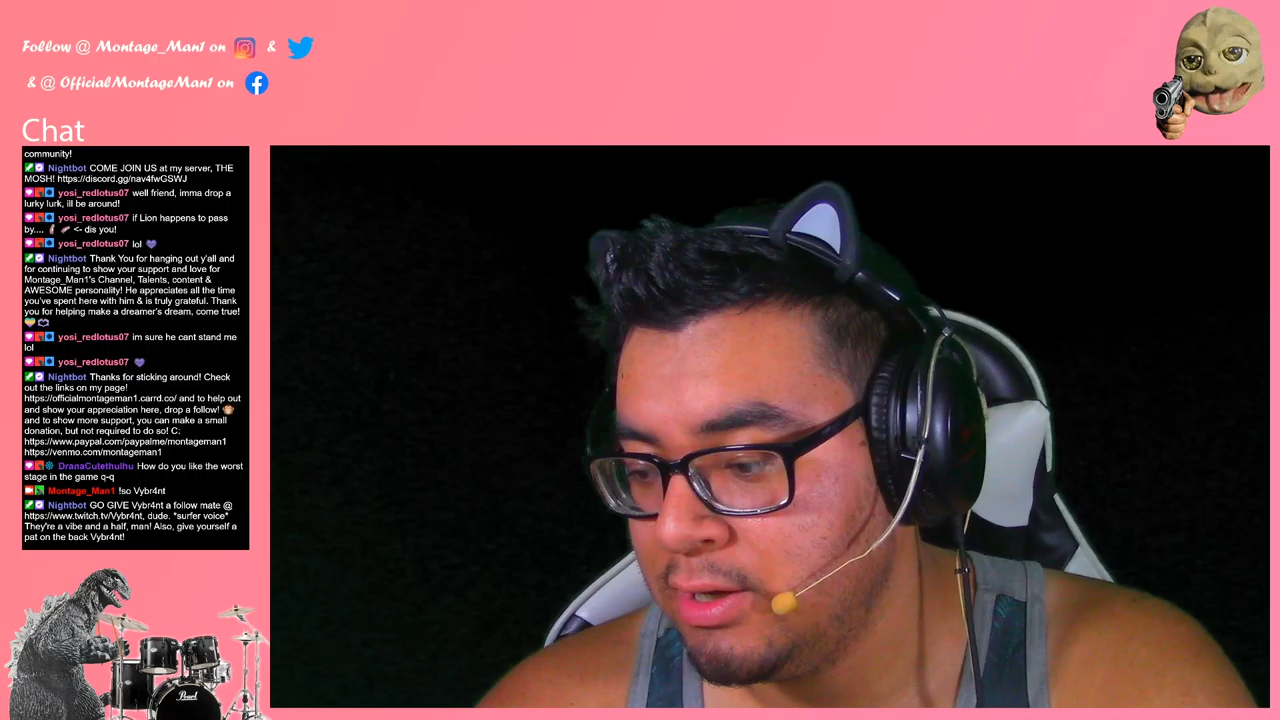 Follow @ Montage_Man1 on &
& @ OfficialMontageMan1 on
Chat
community!
Nightbot COME JOIN US at my server, THE
MOSH! https://discord.gg/nav4fwGSWJ
yosi_redlotus07 well friend, imma drop a
lurky lurk, ill be around!
yosi_redlotus07 if Lion happens to pass
by.... <- dis you!
yosi_redlotus07 lol
Nightbot Thank You for hanging out y'all and
for continuing to show your support and love for
Montage_Man1's Channel, Talents, content &
AWESOME personality! He appreciates all the time
you've spent here with him & is truly grateful. Thank
you for helping make a dreamer's dream, come true!
yosi_redlotus07 im sure he cant stand me
lol
yosi_redlotus07
Nightbot Thanks for sticking around! Check
out the links on my page!
https://officialmontageman1.carrd.co/ and to help out
and show your appreciation here, drop a follow!
and to show more support, you can make a small
donation, but not required to do so! C:
https://www.paypal.com/paypalme/montageman1
https://venmo.com/montageman1
DranaCutethulhu How do you like the worst
stage in the game q-q
Montage_Man1 !so Vybr4nt
Nightbot GO GIVE Vybr4nt a follow mate @
https://www.twitch.tv/Vybr4nt, dude. *surfer voice*
They're a vibe and a half, man! Also, give yourself a
pat on the back Vybr4nt!
Pearl